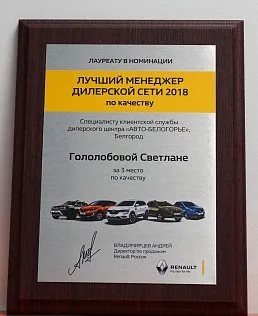 ЛАУРЕАТУ В НОМИНАЦИИ
ЛУЧШИЙ МЕНЕДЖЕР
ДИЛЕРСКОЙ СЕТИ 2018
по качеству
Специалисту клиентской службы
дилерского центра «АВТО-БЕЛОГОРЬЕ»,
Белгород
Гололобовой Светлане
за 3 место
по качеству
ВЛАДИМИРЦЕВ АНДРЕЙ
Директор по продажам
Renault Россия
RENAULT